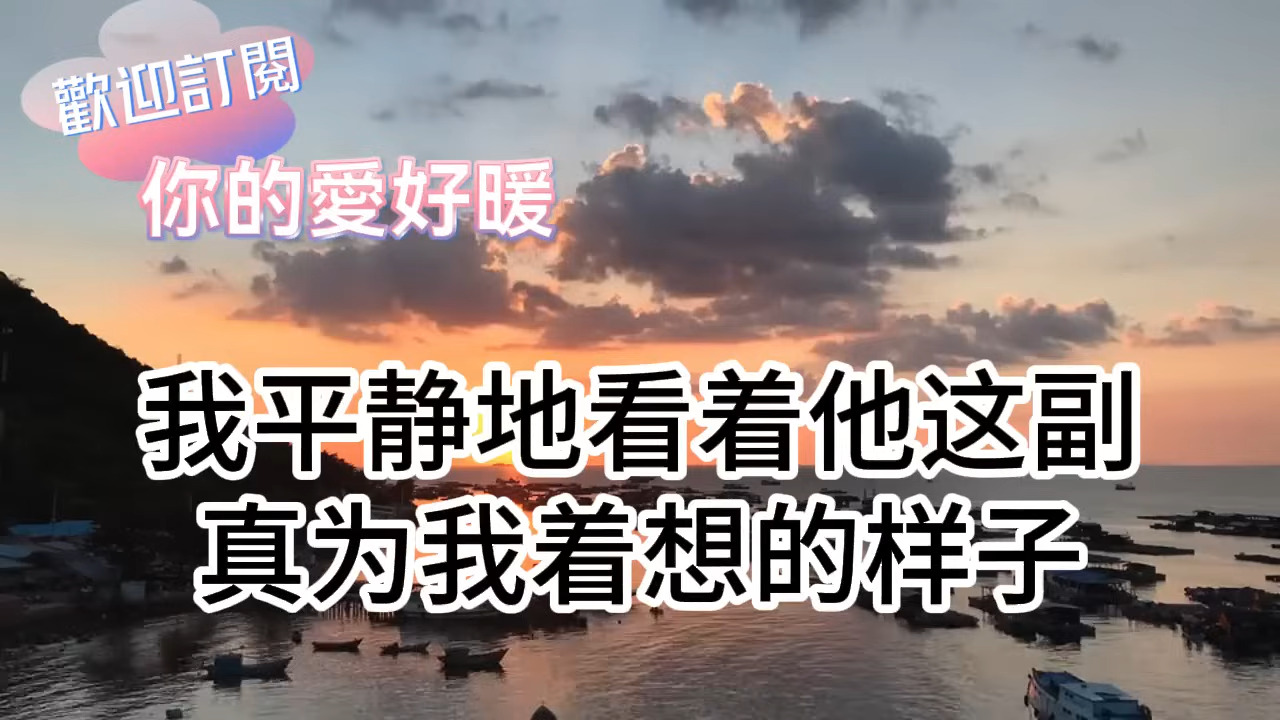 歡迎訂閱
你的愛好暖
我平静地看着他这副
真为我着想的样子